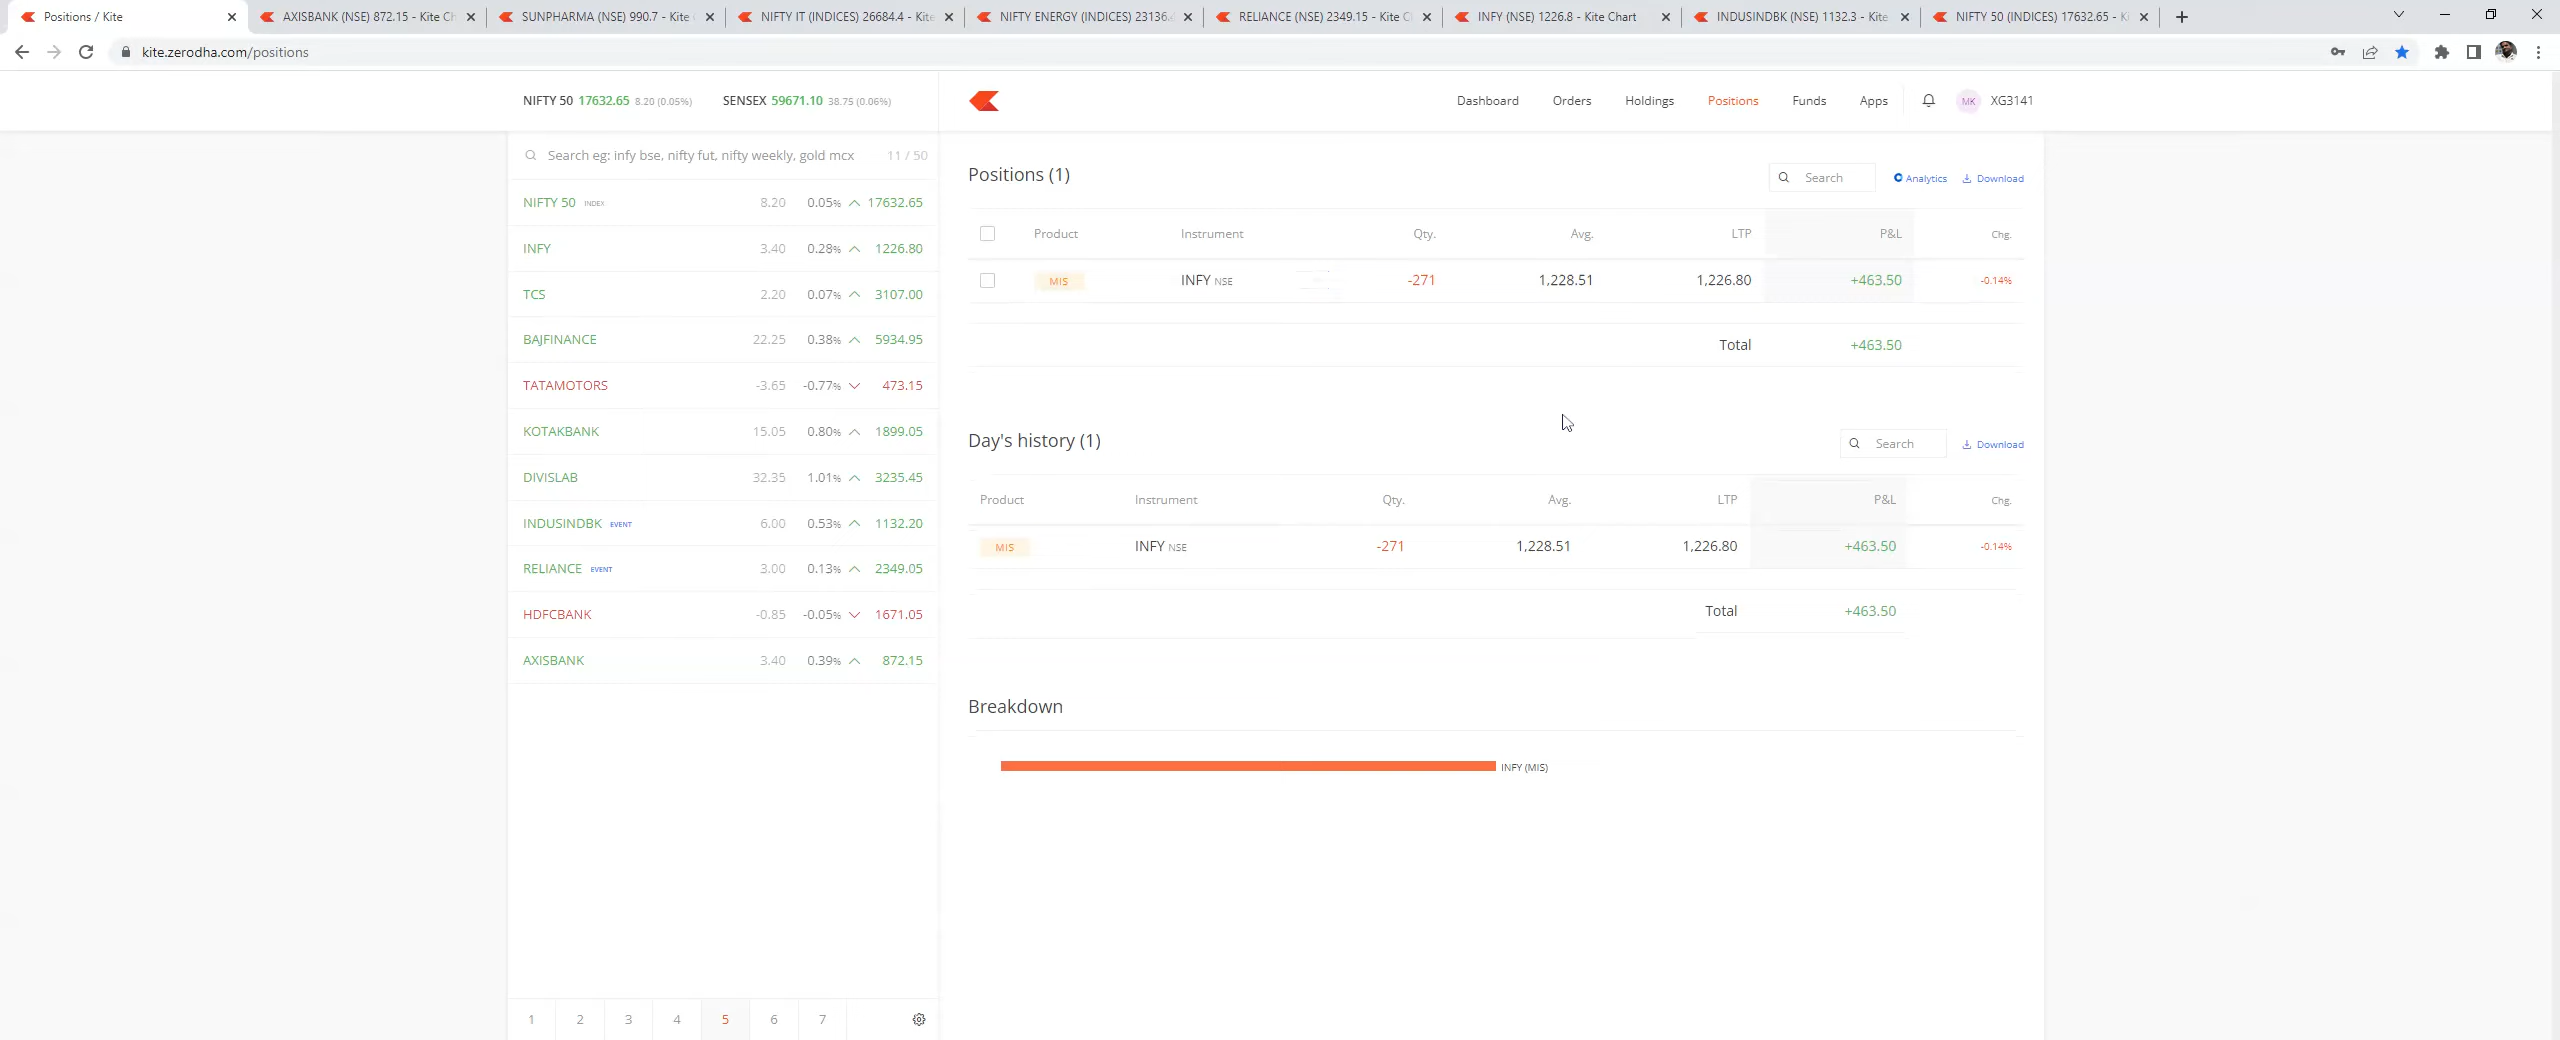 Positions / Kite
AXISBANK (NSE) 872.15 - Kite Ch
SUNPHARMA (NSE) 990.7 - Kite
NIFTY IT (INDICES) 26684.4 - Kite
NIFTY ENERGY (INDICES) 23136.
RELIANCE (NSE) 2349.15 - Kite C
INFY (NSE) 1226.8 - Kite Chart
INDUSINDBK (NSE) 1132.3 - Kite
NIFTY 50 (INDICES) 17632.65 - K
kite.zerodha.com/positions
NIFTY 50 17632.65 8.20 (0.05%) SENSEX 59671.10 38.75 (0.06%)
Dashboard Orders Holdings Positions Funds Apps MK XG3141
Search eg: infy bse, nifty fut, nifty weekly, gold mcx 11 / 50
NIFTY 50 INDEX 8.20 0.05% 17632.65
INFY 3.40 0.28% 1226.80
TCS 2.20 0.07% 3107.00
BAJFINANCE 22.25 0.38% 5934.95
TATAMOTORS -3.65 -0.77% 473.15
KOTAKBANK 15.05 0.80% 1899.05
DIVISLAB 32.35 1.01% 3235.45
INDUSINDBK EVENT 6.00 0.53% 1132.20
RELIANCE EVENT 3.00 0.13% 2349.05
HDFCBANK -0.85 -0.05% 1671.05
AXISBANK 3.40 0.39% 872.15
1 2 3 4 5 6 7
Positions (1) Search Analytics Download
Product Instrument Qty. Avg. LTP P&L Chg.
MIS INFY NSE -271 1,228.51 1,226.80 +463.50 -0.14%
Total +463.50
Day's history (1) Search Download
Product Instrument Qty. Avg. LTP P&L Chg.
MIS INFY NSE -271 1,228.51 1,226.80 +463.50 -0.14%
Total +463.50
Breakdown
INFY (MIS)